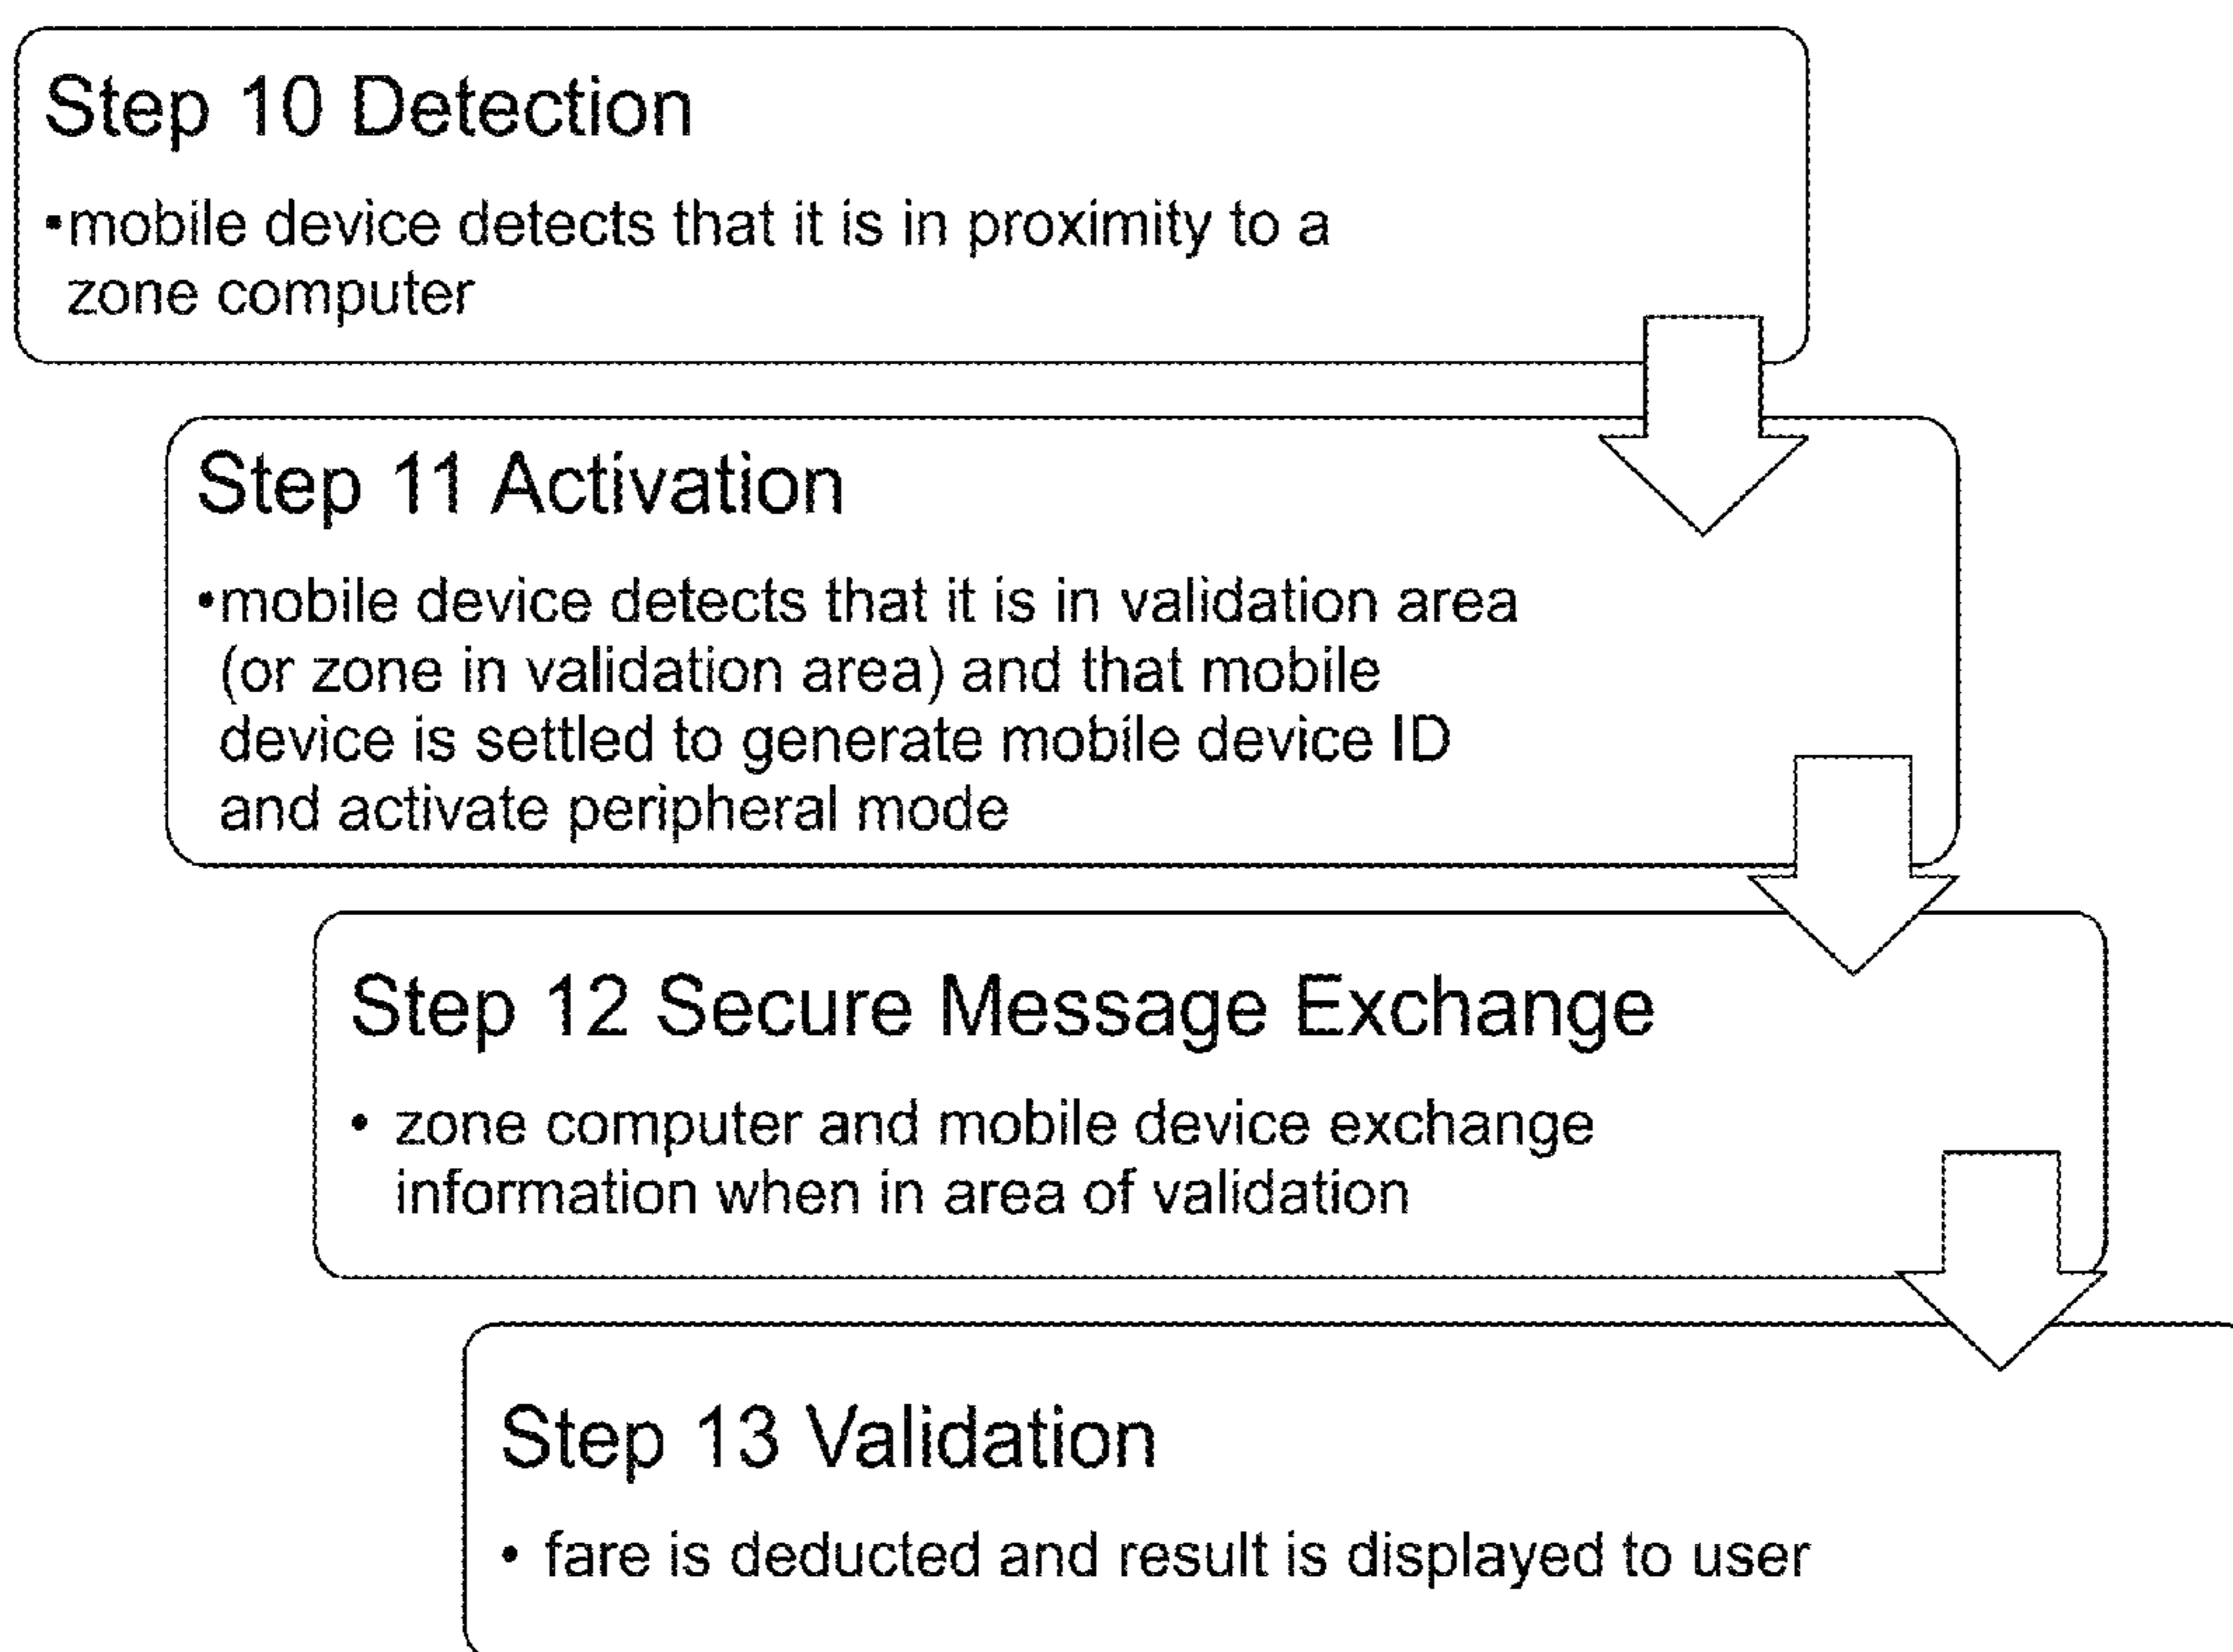 Step 10 Detection
•mobile device detects that it is in proximity to a
zone computer
Step 11 Activation
•mobile device detects that it is in validation area
(or zone in validation area) and that mobile
device is settled to generate mobile device ID
and activate peripheral mode
Step 12 Secure Message Exchange
• zone computer and mobile device exchange
information when in area of validation
Step 13 Validation
• fare is deducted and result is displayed to user